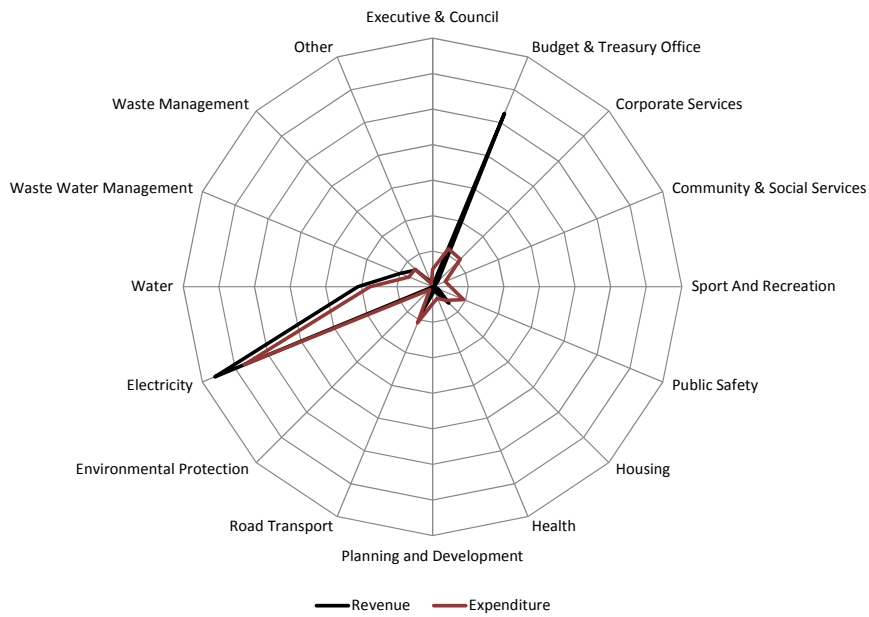 Executive & Council
Other
Budget & Treasury Office
Waste Management
Corporate Services
Waste Water Management
Community & Social Services
Water
Sport And Recreation
Electricity
Public Safety
Environmental Protection
Housing
Road Transport
Health
Planning and Development
Revenue
Expenditure